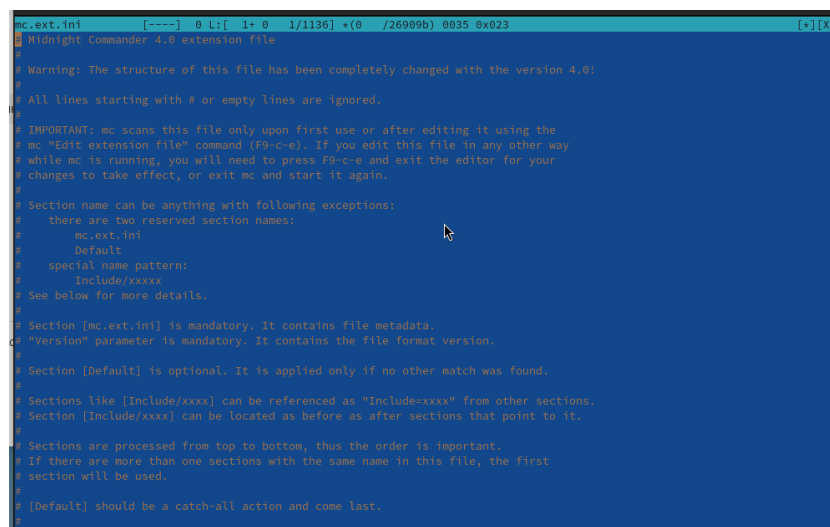 mc.ext.ini [----] 0 L:[ 1+ 0 1/1136] *(0 /26909b) 0035 0x023 [*][X
# Midnight Commander 4.0 extension file
#
# Warning: The structure of this file has been completely changed with the version 4.0!
#
# All lines starting with # or empty lines are ignored.
#
# IMPORTANT: mc scans this file only upon first use or after editing it using the
# mc "Edit extension file" command (F9-c-e). If you edit this file in any other way
# while mc is running, you will need to press F9-c-e and exit the editor for your
# changes to take effect, or exit mc and start it again.
#
# Section name can be anything with following exceptions:
# there are two reserved section names:
# mc.ext.ini
# Default
# special name pattern:
# Include/xxxxx
# See below for more details.
#
# Section [mc.ext.ini] is mandatory. It contains file metadata.
# "Version" parameter is mandatory. It contains the file format version.
#
# Section [Default] is optional. It is applied only if no other match was found.
#
# Sections like [Include/xxxx] can be referenced as "Include=xxxx" from other sections.
# Section [Include/xxxx] can be located as before as after sections that point to it.
#
# Sections are processed from top to bottom, thus the order is important.
# If there are more than one sections with the same name in this file, the first
# section will be used.
#
# [Default] should be a catch-all action and come last.
#